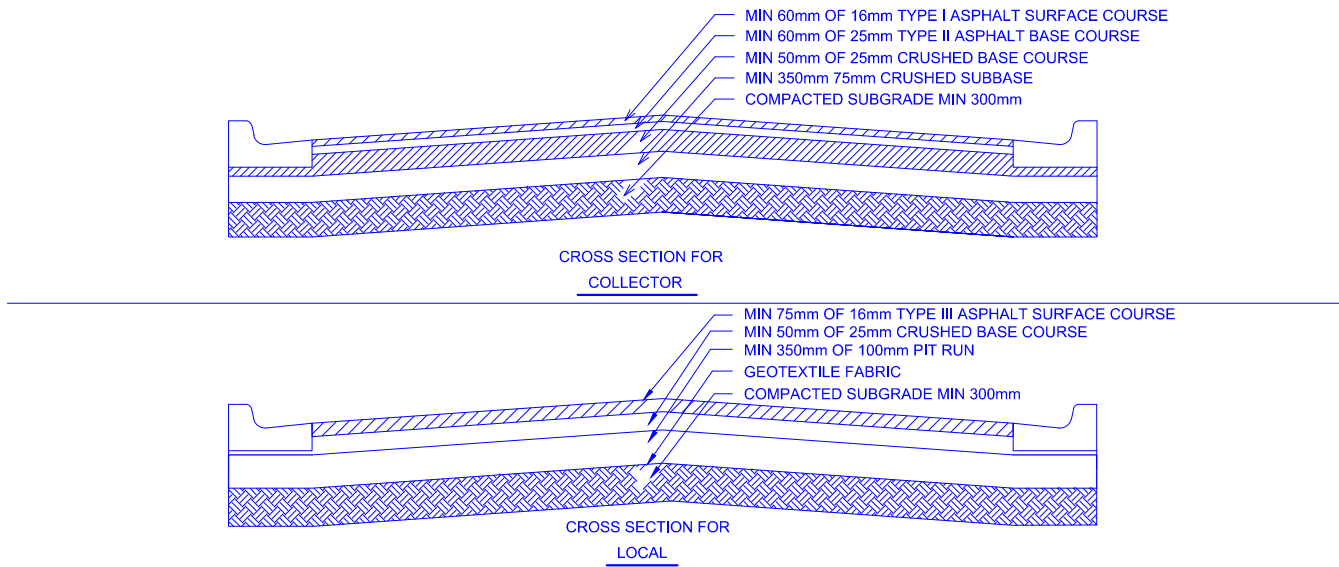 MIN 60mm OF 16mm TYPE I ASPHALT SURFACE COURSE
MIN 60mm OF 25mm TYPE II ASPHALT BASE COURSE
MIN 50mm OF 25mm CRUSHED BASE COURSE
MIN 350mm 75mm CRUSHED SUBBASE
COMPACTED SUBGRADE MIN 300mm
CROSS SECTION FOR
COLLECTOR
MIN 75mm OF 16mm TYPE III ASPHALT SURFACE COURSE
MIN 50mm OF 25mm CRUSHED BASE COURSE
MIN 350mm OF 100mm PIT RUN
GEOTEXTILE FABRIC
COMPACTED SUBGRADE MIN 300mm
CROSS SECTION FOR
LOCAL